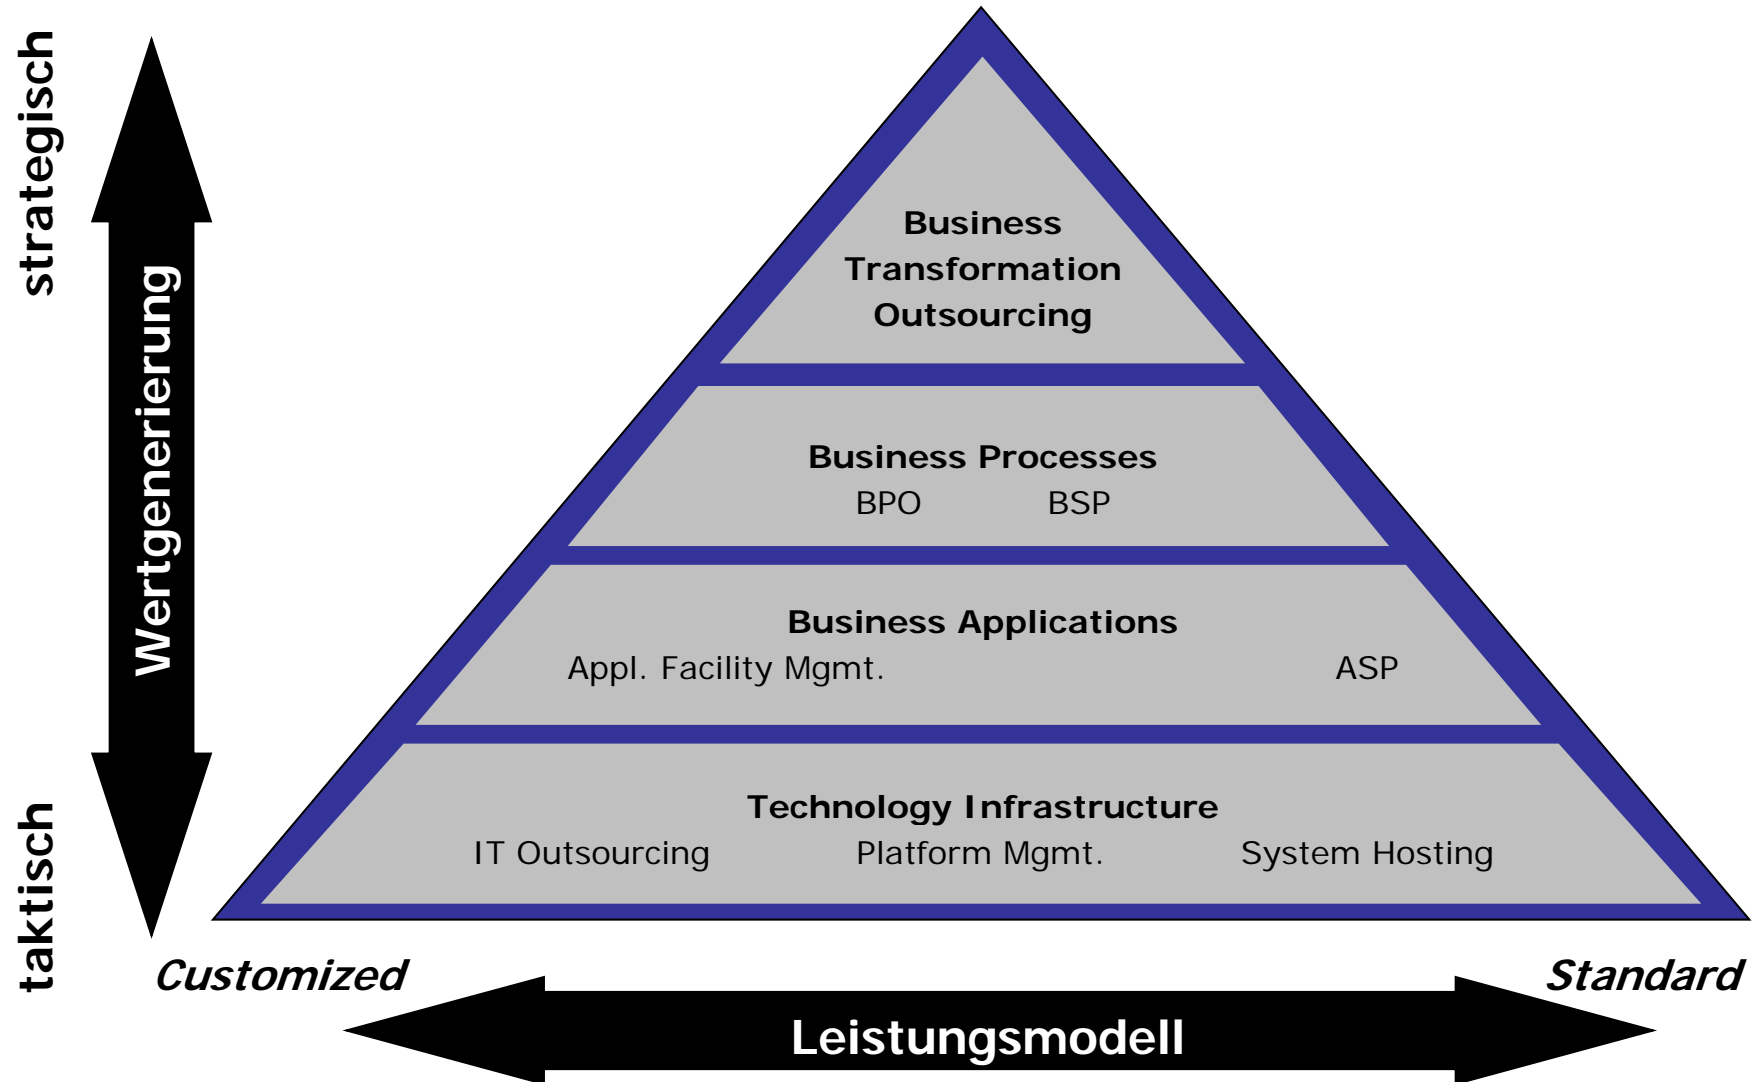 strategisch
Wertgenerierung
taktisch
Business
Transformation
Outsourcing
Business Processes
BPO BSP
Business Applications
Appl. Facility Mgmt. ASP
Technology Infrastructure
IT Outsourcing Platform Mgmt. System Hosting
Customized Standard
Leistungsmodell